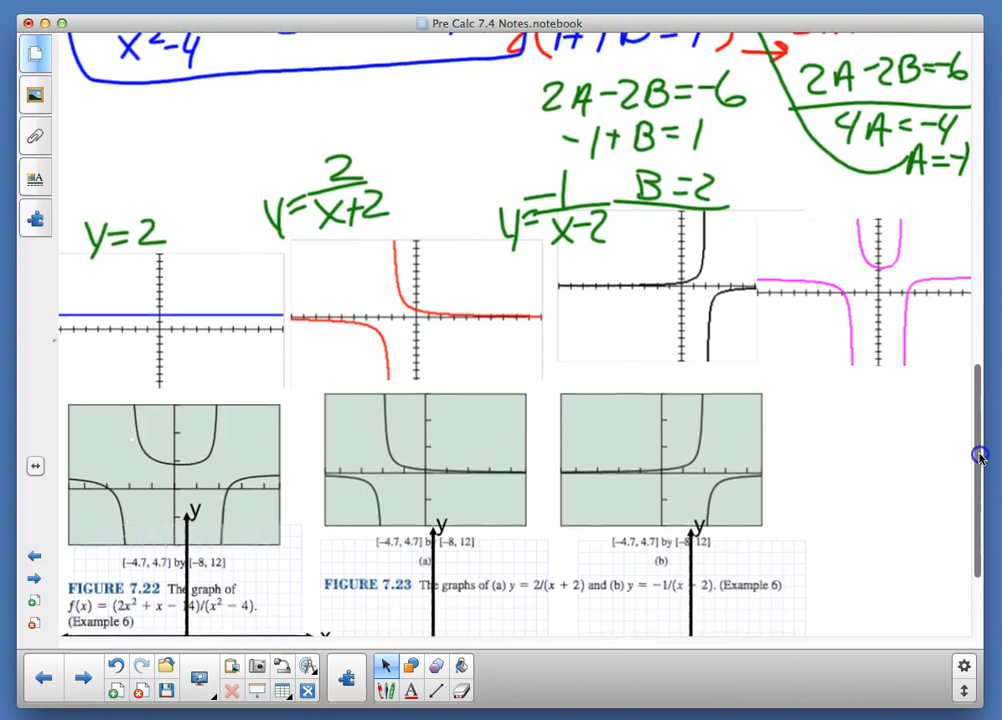 Pre Calc 7.4 Notes.notebook
x²-4
2A-2B=-6
-1+B=1
B=2
2A-2B=-6
4A=-4
A=-1
y=2
y=2/(x+2)
y=-1/(x-2)
y
y
y
[−4.7, 4.7] by [−8, 12]
[−4.7, 4.7] by [−8, 12]
(a)
[−4.7, 4.7] by [−8, 12]
(b)
FIGURE 7.22 The graph of
f(x) = (2x² + x − 14)/(x² − 4).
(Example 6)
FIGURE 7.23 The graphs of (a) y = 2/(x + 2) and (b) y = −1/(x − 2). (Example 6)